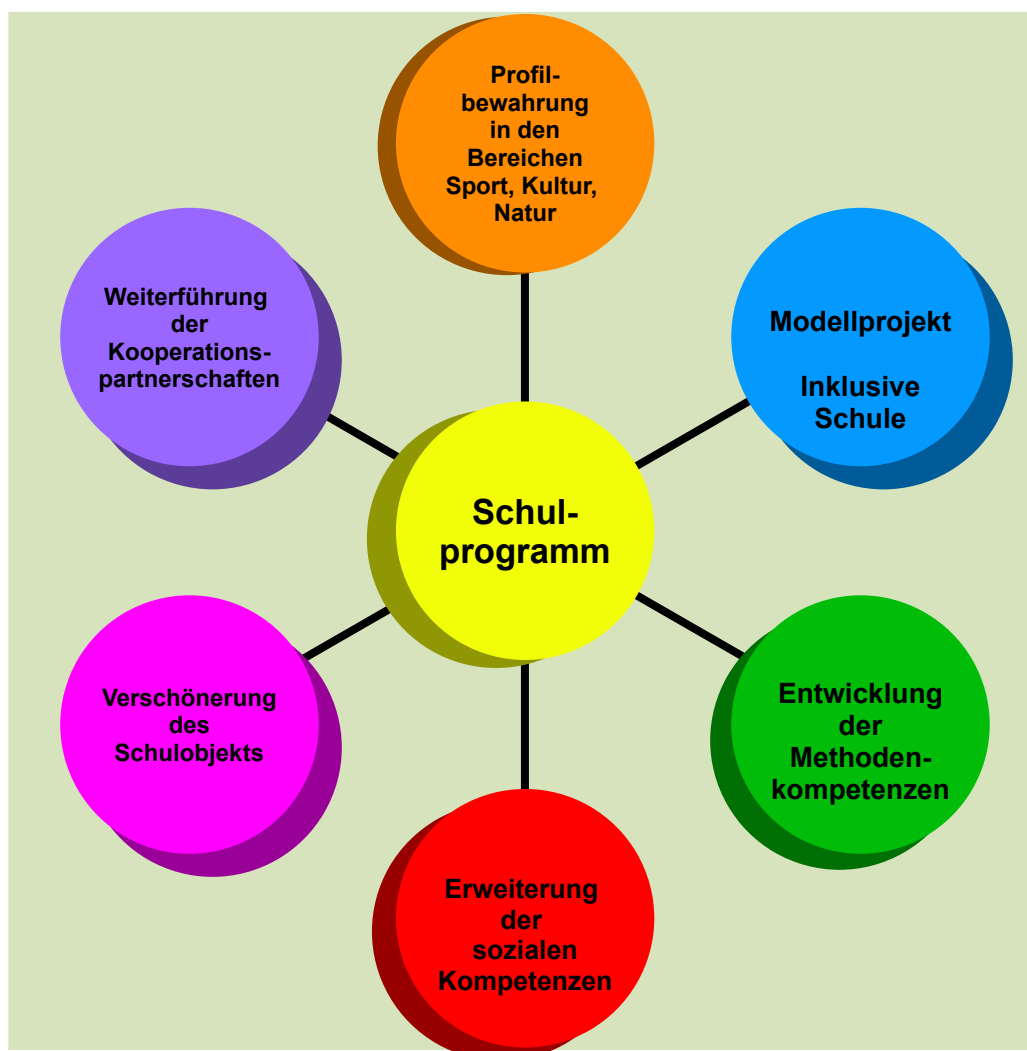 Profil-
bewahrung
in den
Bereichen
Sport, Kultur,
Natur
Modellprojekt
Inklusive
Schule
Entwicklung
der
Methoden-
kompetenzen
Erweiterung
der
sozialen
Kompetenzen
Verschönerung
des
Schulobjekts
Weiterführung
der
Kooperations-
partnerschaften
Schul-
programm